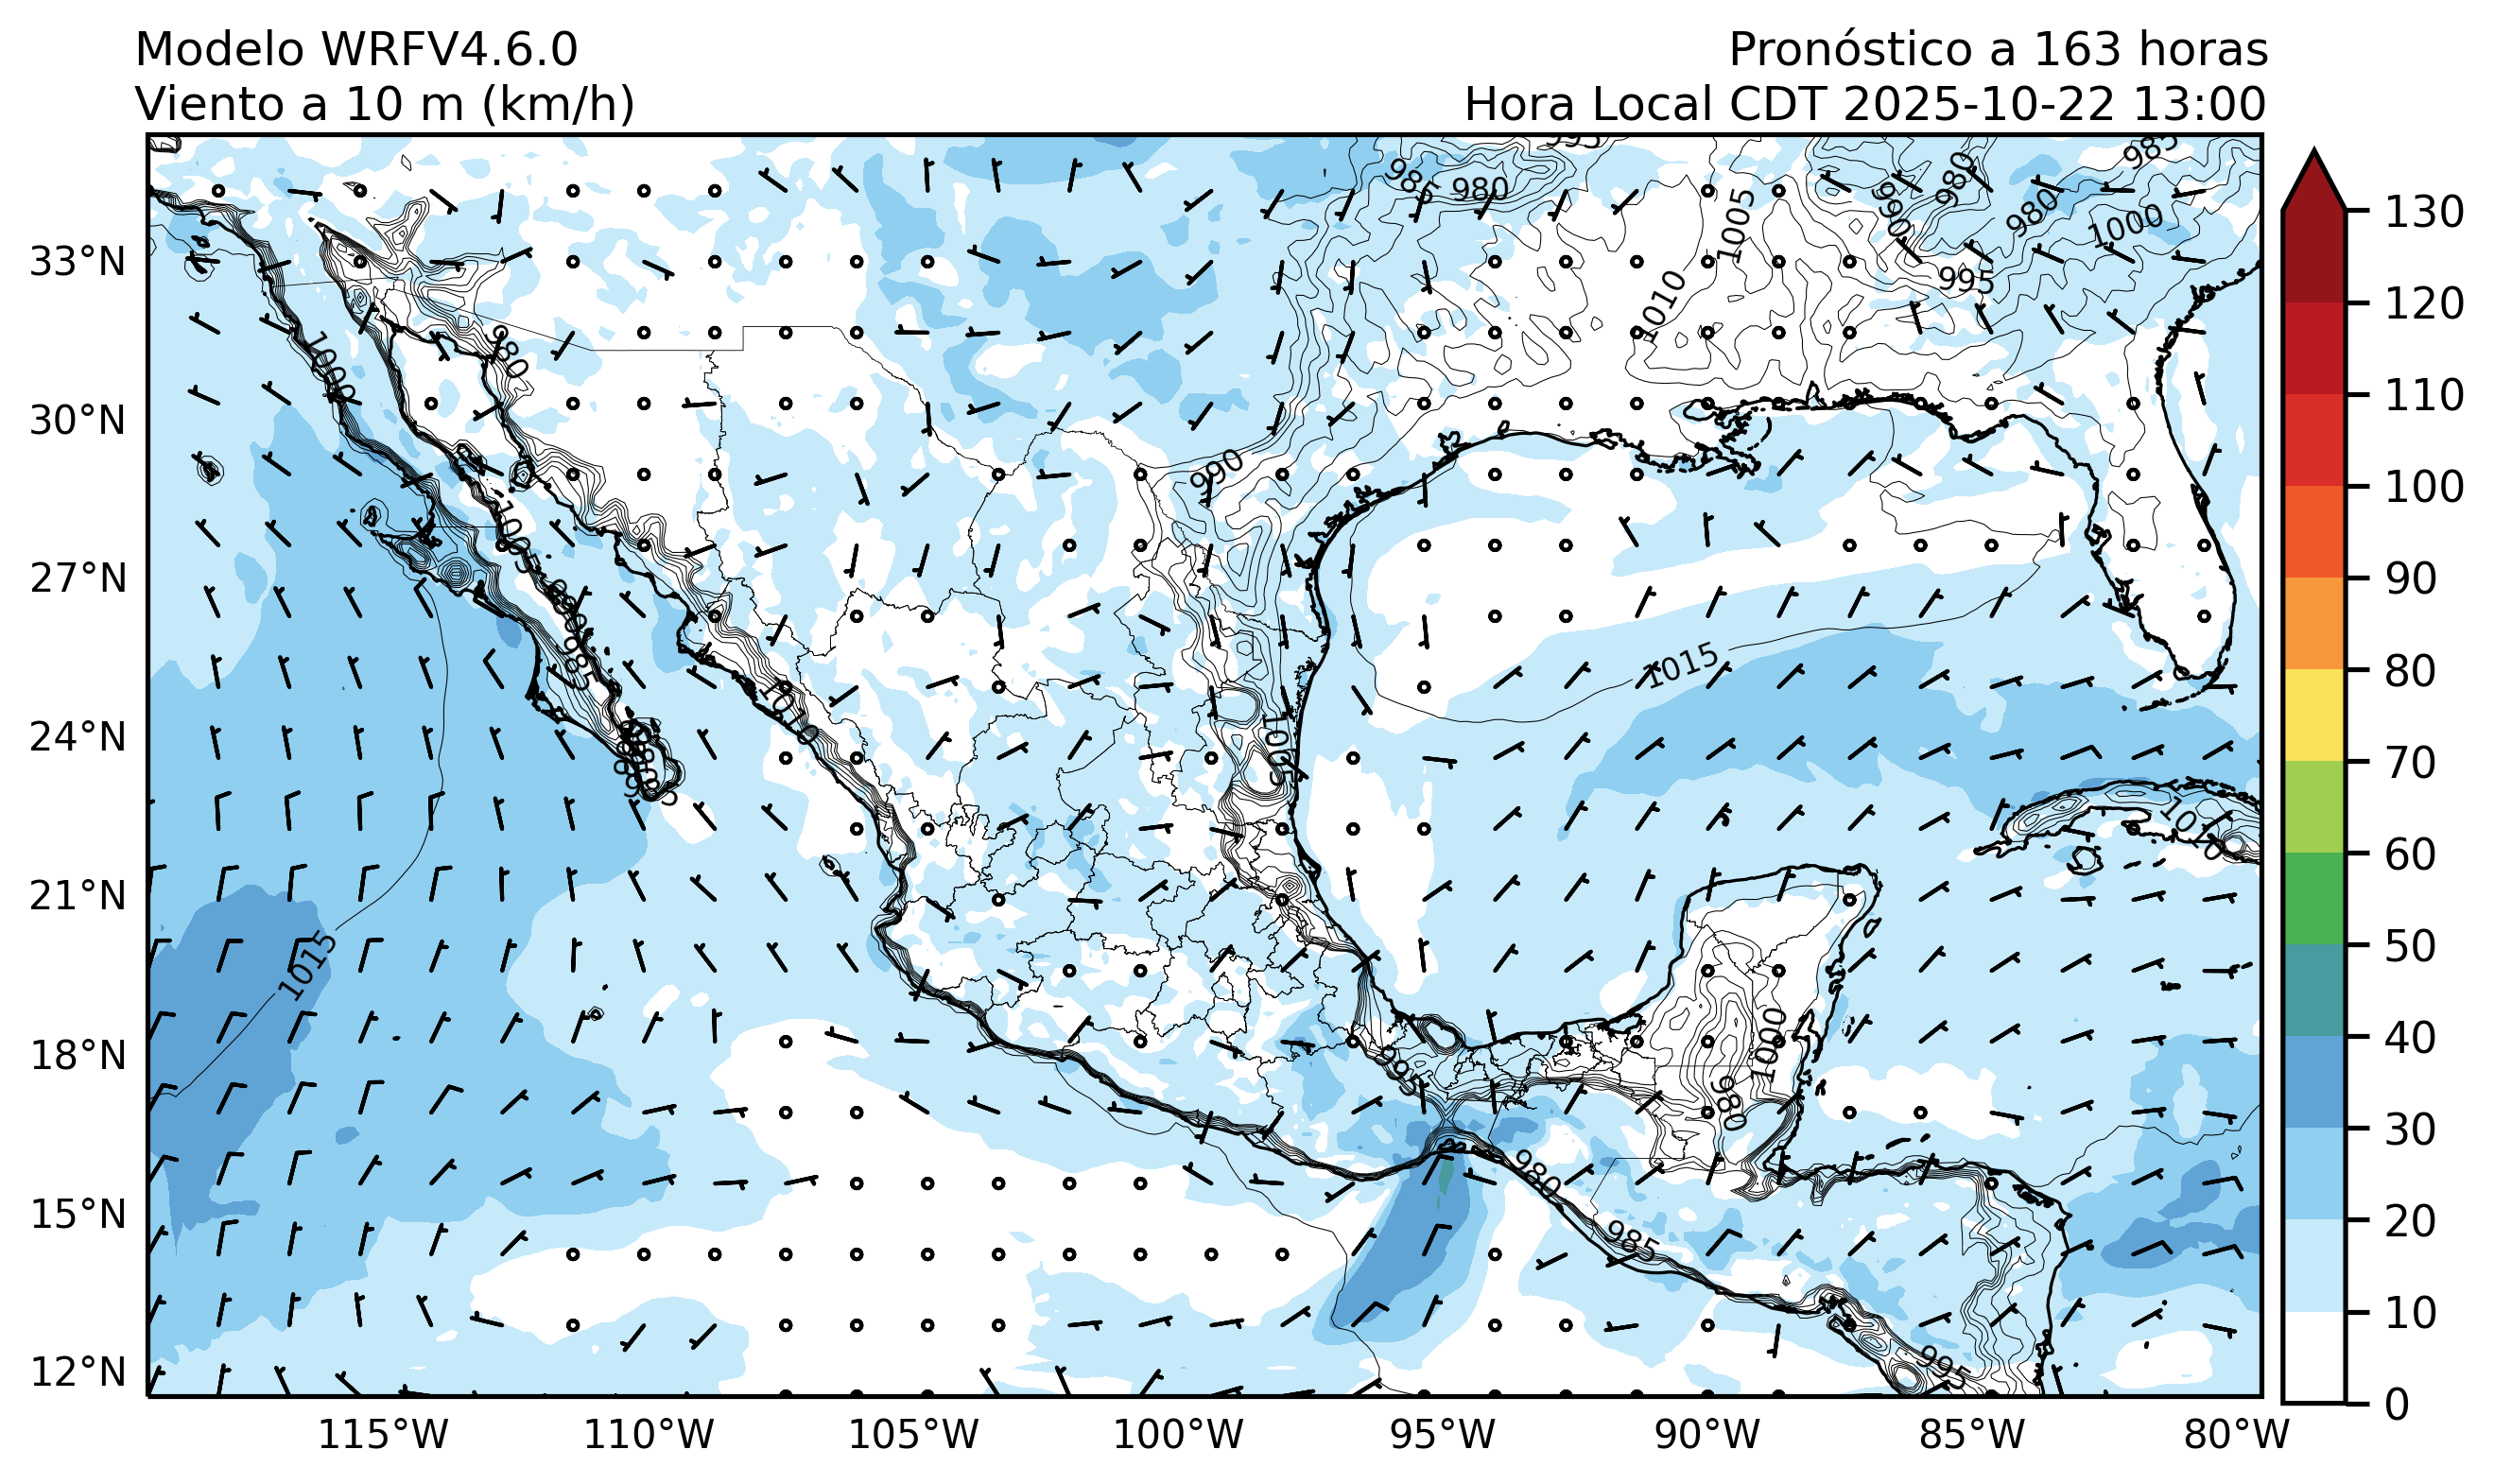 Modelo WRFV4.6.0
Pronóstico a 163 horas
Viento a 10 m (km/h)
Hora Local CDT 2025-10-22 13:00
33°N
30°N
27°N
24°N
21°N
18°N
15°N
12°N
115°W
110°W
105°W
100°W
95°W
90°W
85°W
80°W
130
120
110
100
90
80
70
60
50
40
30
20
10
0
995
985
980
985
980
990
980
1000
1005
1010
995
1000
980
990
1005
985
1015
1010
1005
985
1015
1000
980
980
985
995